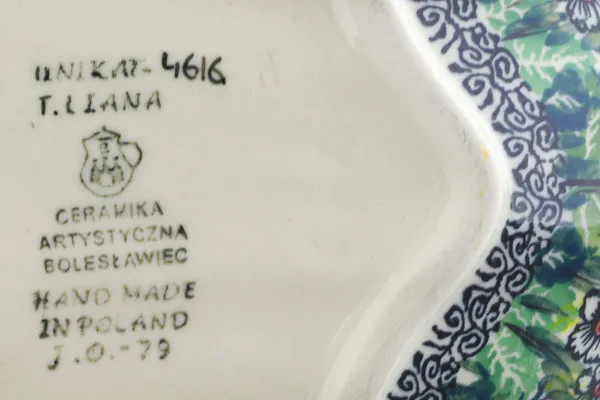 UNIKAT-4616
T.LIANA
CERAMIKA
ARTYSTYCZNA
BOLESŁAWIEC
HAND MADE
IN POLAND
J.O.-79